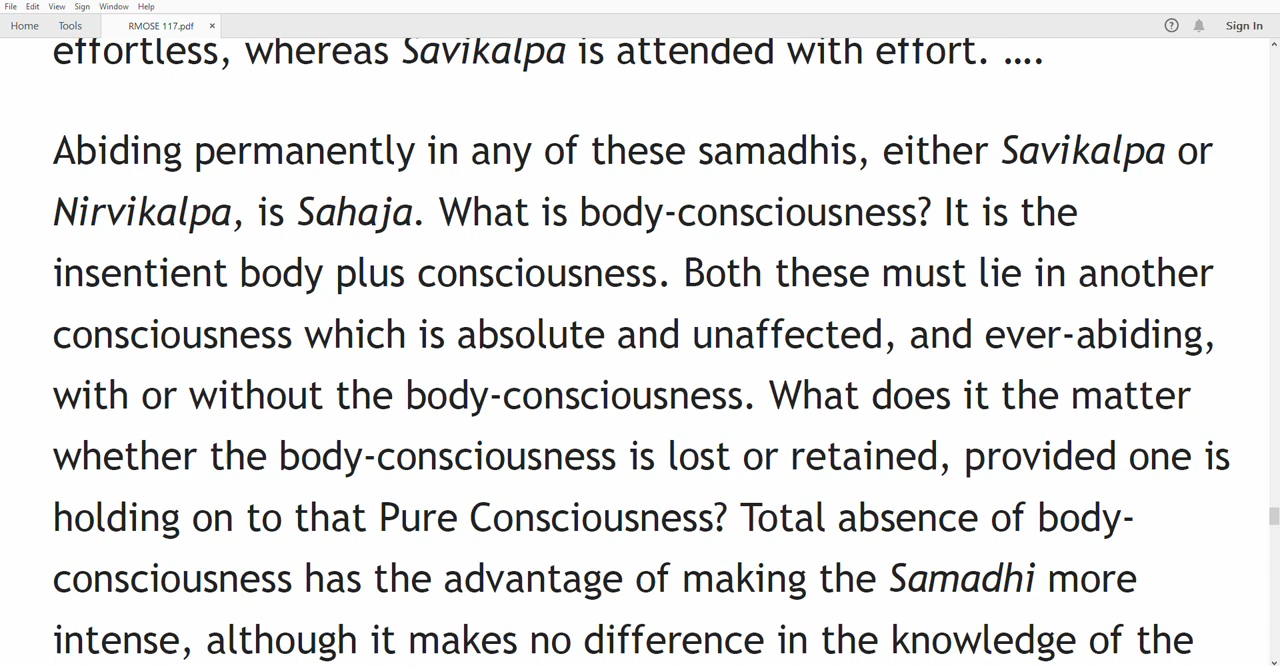 File Edit View Sign Window Help
Home Tools RMOSE 117.pdf × Sign In
effortless, whereas Savikalpa is attended with effort. ....
Abiding permanently in any of these samadhis, either Savikalpa or
Nirvikalpa, is Sahaja. What is body-consciousness? It is the
insentient body plus consciousness. Both these must lie in another
consciousness which is absolute and unaffected, and ever-abiding,
with or without the body-consciousness. What does it the matter
whether the body-consciousness is lost or retained, provided one is
holding on to that Pure Consciousness? Total absence of body-
consciousness has the advantage of making the Samadhi more
intense, although it makes no difference in the knowledge of the